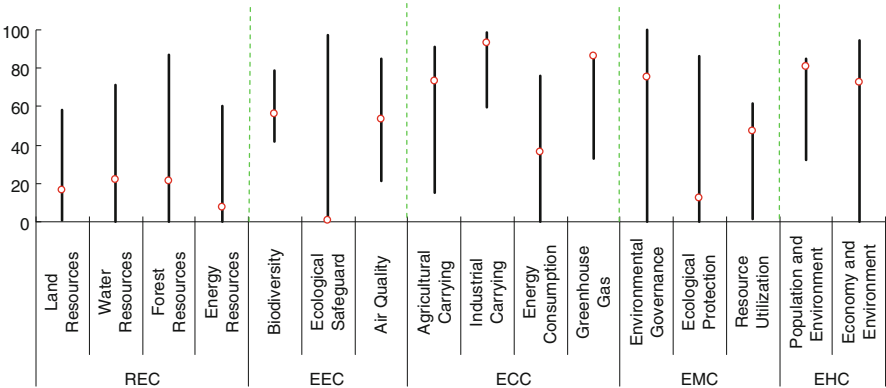 100
80
60
40
20
0
Land
Resources
Water
Resources
Forest
Resources
Energy
Resources
Biodiversity
Ecological
Safeguard
Air Quality
Agricultural
Carrying
Industrial
Carrying
Energy
Consumption
Greenhouse
Gas
Environmental
Governance
Ecological
Protection
Resource
Utilization
Population and
Environment
Economy and
Environment
REC
EEC
ECC
EMC
EHC